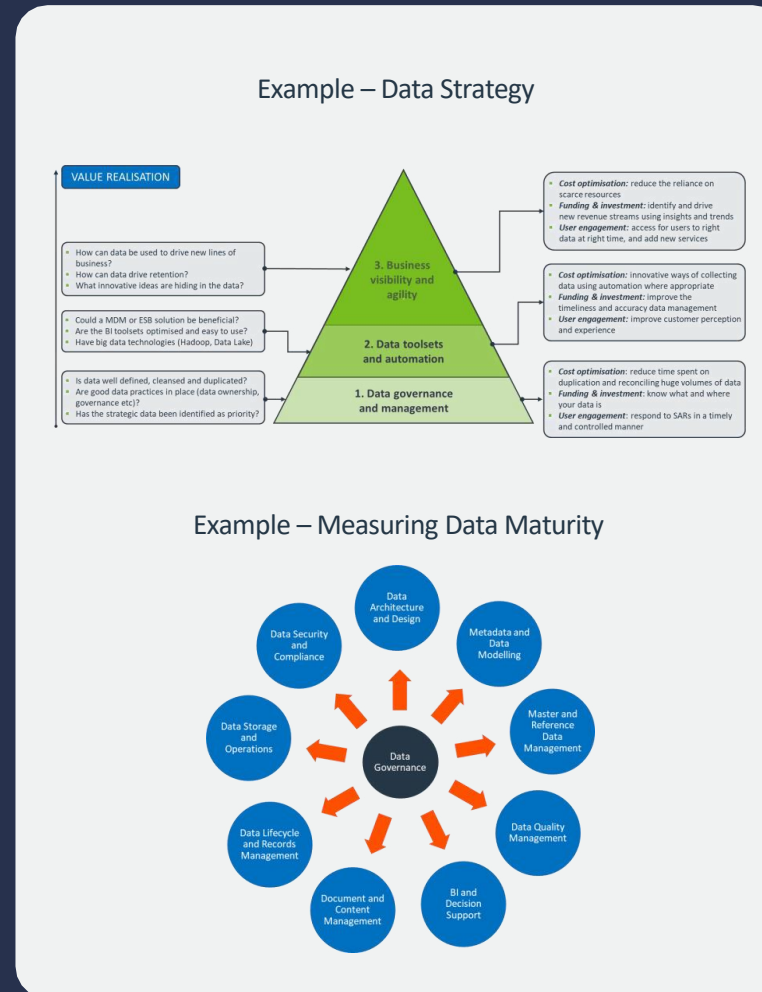 Example – Data Strategy
VALUE REALISATION
How can data be used to drive new lines of
business?
How can data drive retention?
What innovative ideas are hiding in the data?
Could a MDM or ESB solution be beneficial?
Are the BI toolsets optimised and easy to use?
Have big data technologies (Hadoop, Data Lake)
Is data well defined, cleansed and duplicated?
Are good data practices in place (data ownership,
governance etc)?
Has the strategic data been identified as priority?
3. Business
visibility and
agility
2. Data toolsets
and automation
1. Data governance
and management
Cost optimisation: reduce the reliance on
scarce resources
Funding & investment: identify and drive
new revenue streams using insights and trends
User engagement: access for users to right
data at right time, and add new services
Cost optimisation: innovative ways of collecting
data using automation where appropriate
Funding & investment: improve the
timeliness and accuracy data management
User engagement: improve customer perception
and experience
Cost optimisation: reduce time spent on
duplication and reconciling huge volumes of data
Funding & investment: know what and where
your data is
User engagement: respond to SARs in a timely
and controlled manner
Example – Measuring Data Maturity
Data
Architecture
and Design
Metadata and
Data
Modelling
Master and
Reference
Data
Management
Data Quality
Management
BI and
Decision
Support
Document and
Content
Management
Data Lifecycle
and Records
Management
Data Storage
and
Operations
Data Security
and
Compliance
Data
Governance